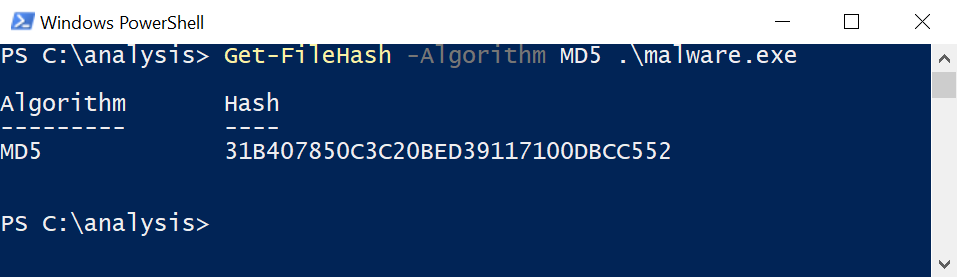 Windows PowerShell
PS C:\analysis> Get-FileHash -Algorithm MD5 .\malware.exe
Algorithm       Hash
---------       ----
MD5             31B407850C3C20BED39117100DBCC552
PS C:\analysis>